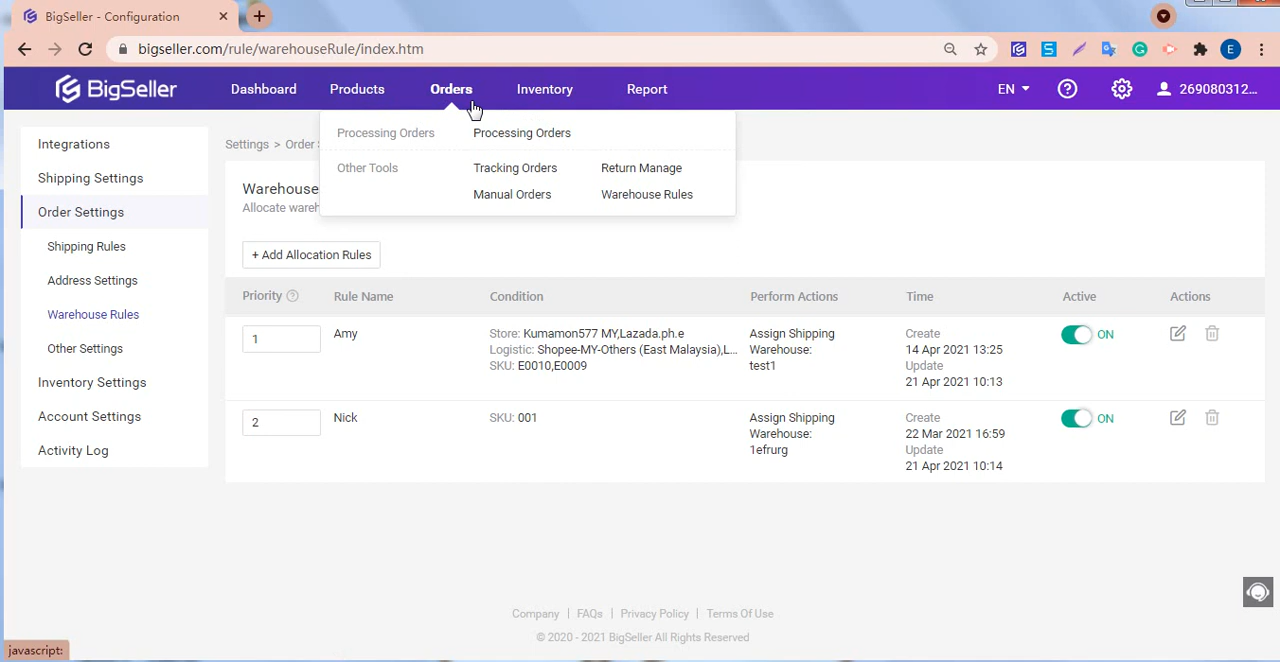 BigSeller - Configuration
bigseller.com/rule/warehouseRule/index.htm
E
BigSeller
Dashboard
Products
Orders
Inventory
Report
EN
269080312...
Integrations
Shipping Settings
Order Settings
Shipping Rules
Address Settings
Warehouse Rules
Other Settings
Inventory Settings
Account Settings
Activity Log
Settings > Order
Processing Orders
Processing Orders
Other Tools
Tracking Orders
Return Manage
Manual Orders
Warehouse Rules
Warehouse
Allocate
+ Add Allocation Rules
Priority
Rule Name
Condition
Perform Actions
Time
Active
Actions
1
Amy
Store: Kumamon577 MY,Lazada.ph.e
Logistic: Shopee-MY-Others (East Malaysia),L...
SKU: E0010,E0009
Assign Shipping
Warehouse:
test1
Create
14 Apr 2021 13:25
Update
21 Apr 2021 10:13
ON
2
Nick
SKU: 001
Assign Shipping
Warehouse:
1efrurg
Create
22 Mar 2021 16:59
Update
21 Apr 2021 10:14
ON
Company | FAQs | Privacy Policy | Terms Of Use
© 2020 - 2021 BigSeller All Rights Reserved
javascript: